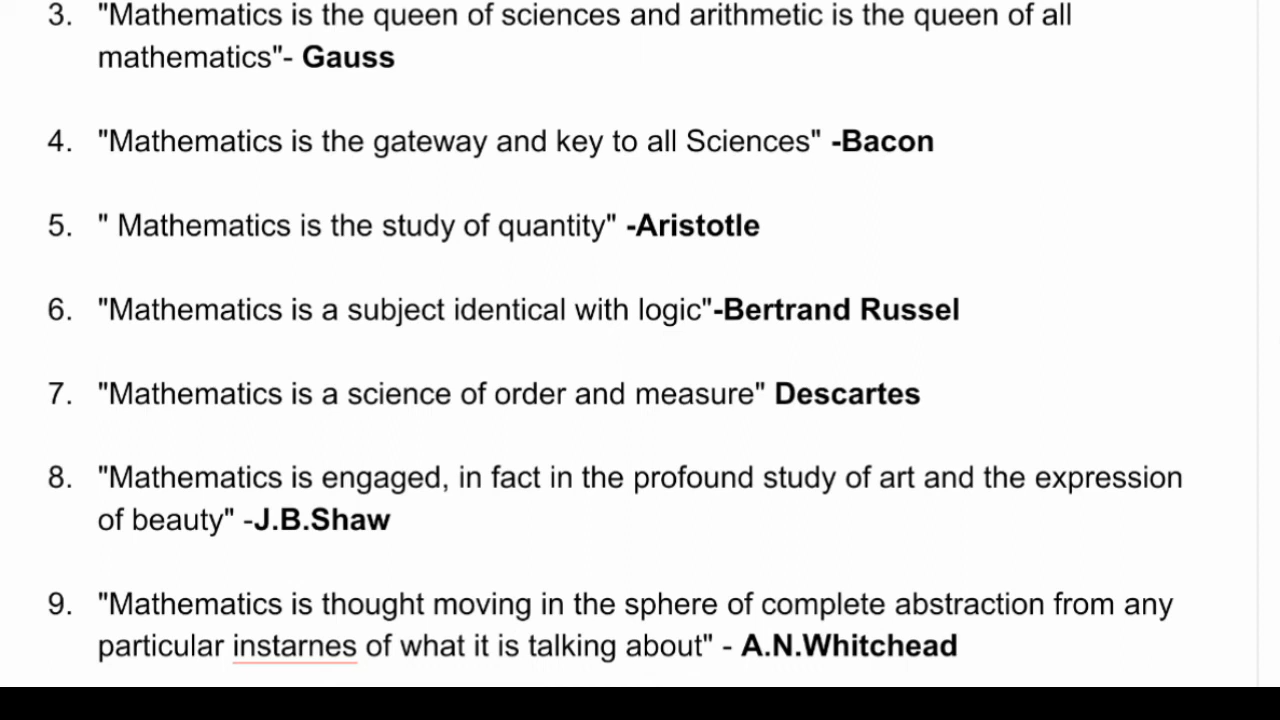 3. "Mathematics is the queen of sciences and arithmetic is the queen of all
mathematics"- Gauss
4. "Mathematics is the gateway and key to all Sciences" -Bacon
5. " Mathematics is the study of quantity" -Aristotle
6. "Mathematics is a subject identical with logic"-Bertrand Russel
7. "Mathematics is a science of order and measure" Descartes
8. "Mathematics is engaged, in fact in the profound study of art and the expression
of beauty" -J.B.Shaw
9. "Mathematics is thought moving in the sphere of complete abstraction from any
particular instarnes of what it is talking about" - A.N.Whitchead